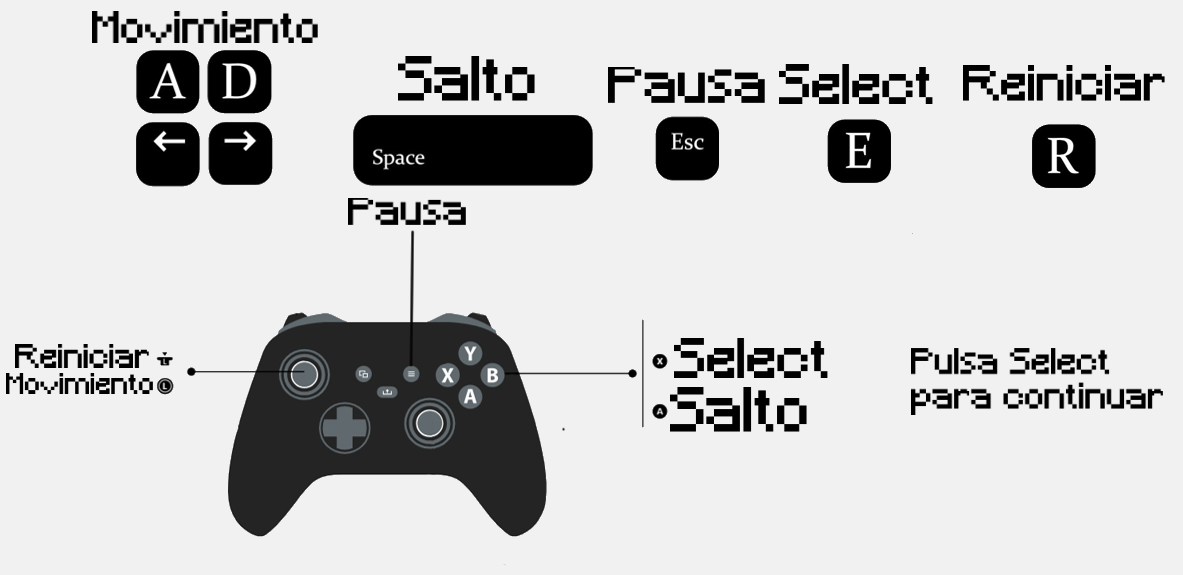 Movimiento
A D
← →
Salto
Space
Pausa
Esc
Select
E
Reiniciar
R
Pausa
Reiniciar
Movimiento L
Y
X B
A
X Select
A Salto
Pulsa Select
para continuar